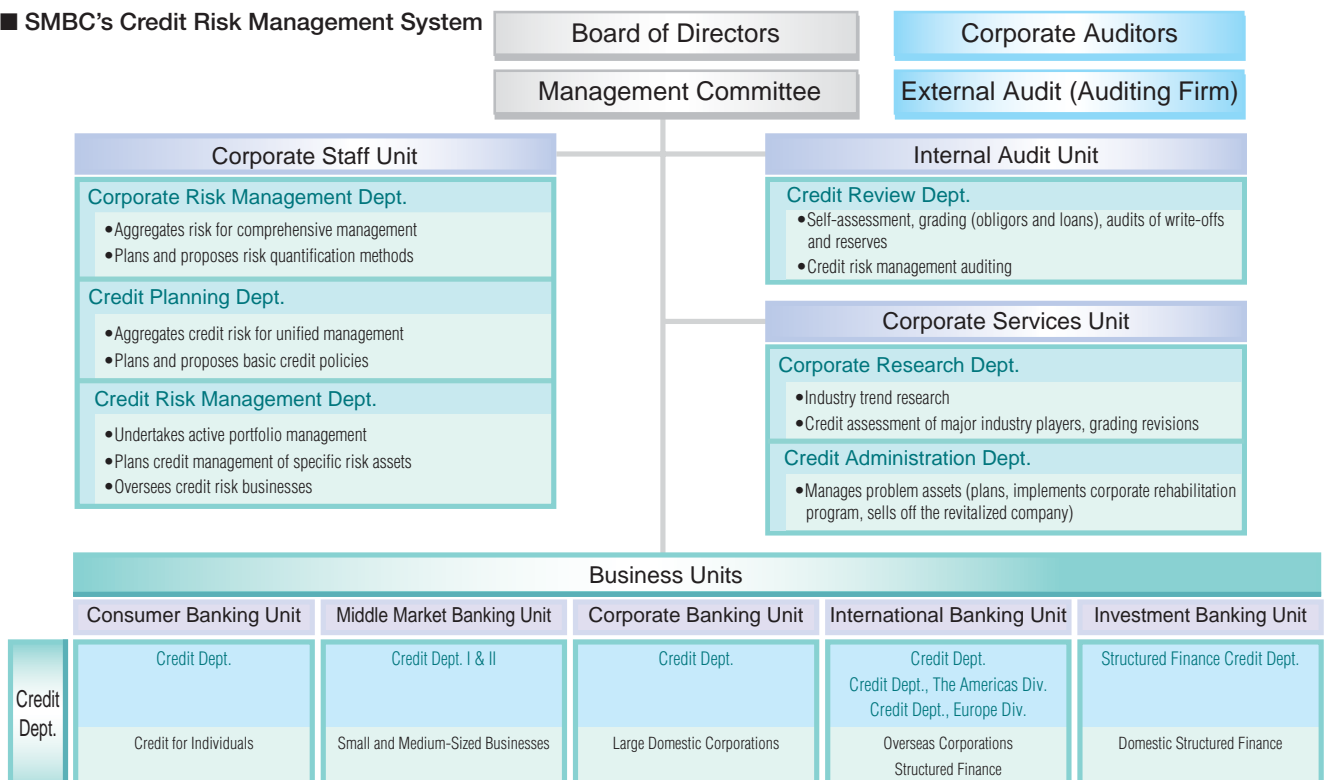 ■ SMBC's Credit Risk Management System
Board of Directors
Corporate Auditors
Management Committee
External Audit (Auditing Firm)
Corporate Staff Unit
Corporate Risk Management Dept.
•Aggregates risk for comprehensive management
•Plans and proposes risk quantification methods
Credit Planning Dept.
•Aggregates credit risk for unified management
•Plans and proposes basic credit policies
Credit Risk Management Dept.
•Undertakes active portfolio management
•Plans credit management of specific risk assets
•Oversees credit risk businesses
Internal Audit Unit
Credit Review Dept.
•Self-assessment, grading (obligors and loans), audits of write-offs
and reserves
•Credit risk management auditing
Corporate Services Unit
Corporate Research Dept.
•Industry trend research
•Credit assessment of major industry players, grading revisions
Credit Administration Dept.
•Manages problem assets (plans, implements corporate rehabilitation
program, sells off the revitalized company)
Business Units
Consumer Banking Unit
Middle Market Banking Unit
Corporate Banking Unit
International Banking Unit
Investment Banking Unit
Credit
Dept.
Credit Dept.
Credit Dept. I & II
Credit Dept.
Credit Dept.
Credit Dept., The Americas Div.
Credit Dept., Europe Div.
Structured Finance Credit Dept.
Credit for Individuals
Small and Medium-Sized Businesses
Large Domestic Corporations
Overseas Corporations
Structured Finance
Domestic Structured Finance